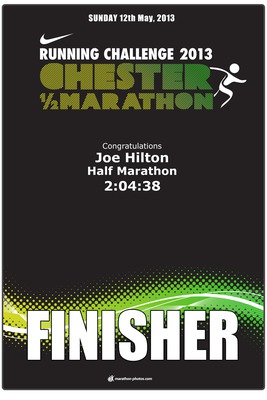 SUNDAY 12th May, 2013
RUNNING CHALLENGE 2013
CHESTER
½MARATHON
Congratulations
Joe Hilton
Half Marathon
2:04:38
FINISHER
marathon-photos.com